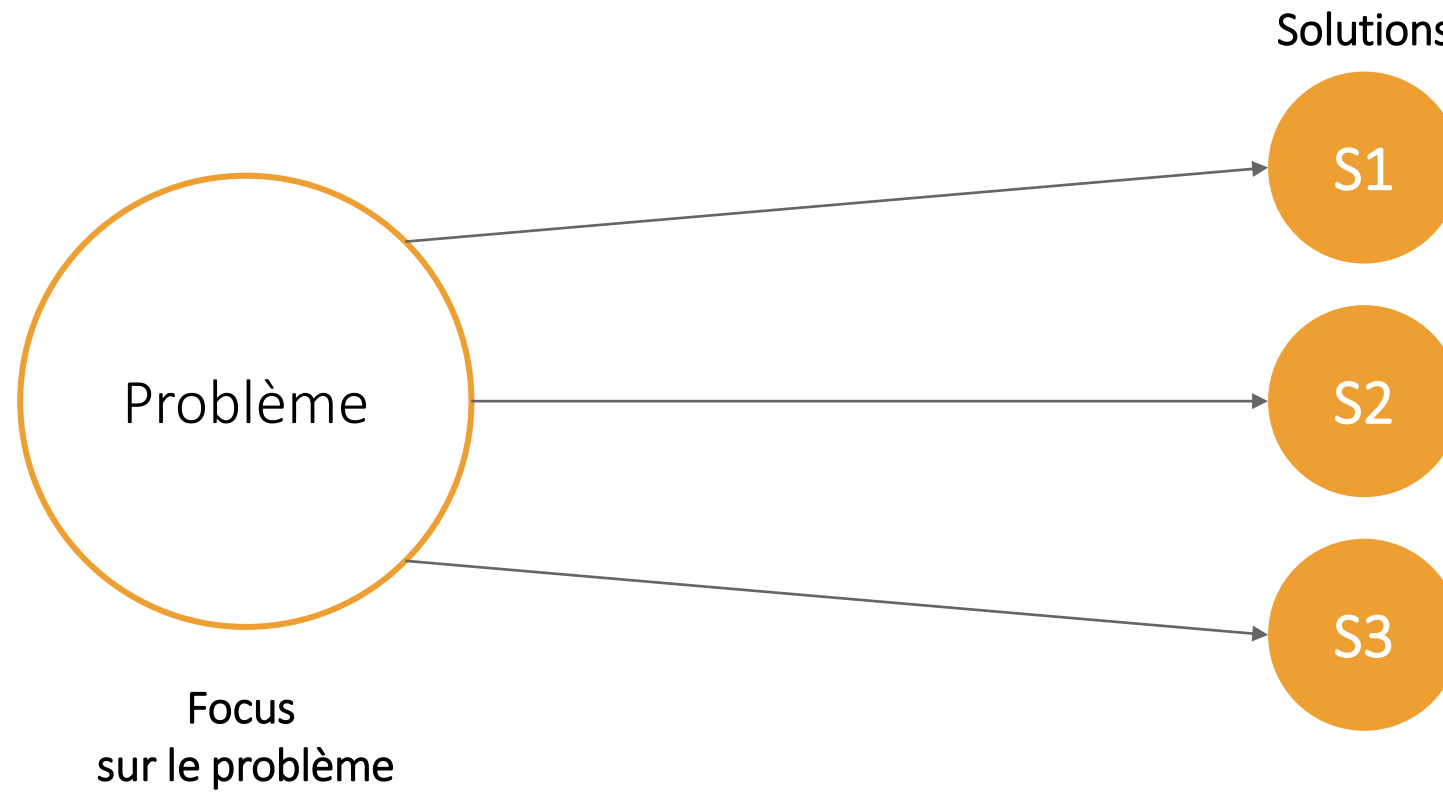 Solutions
S1
Problème
S2
S3
Focus
sur le problème